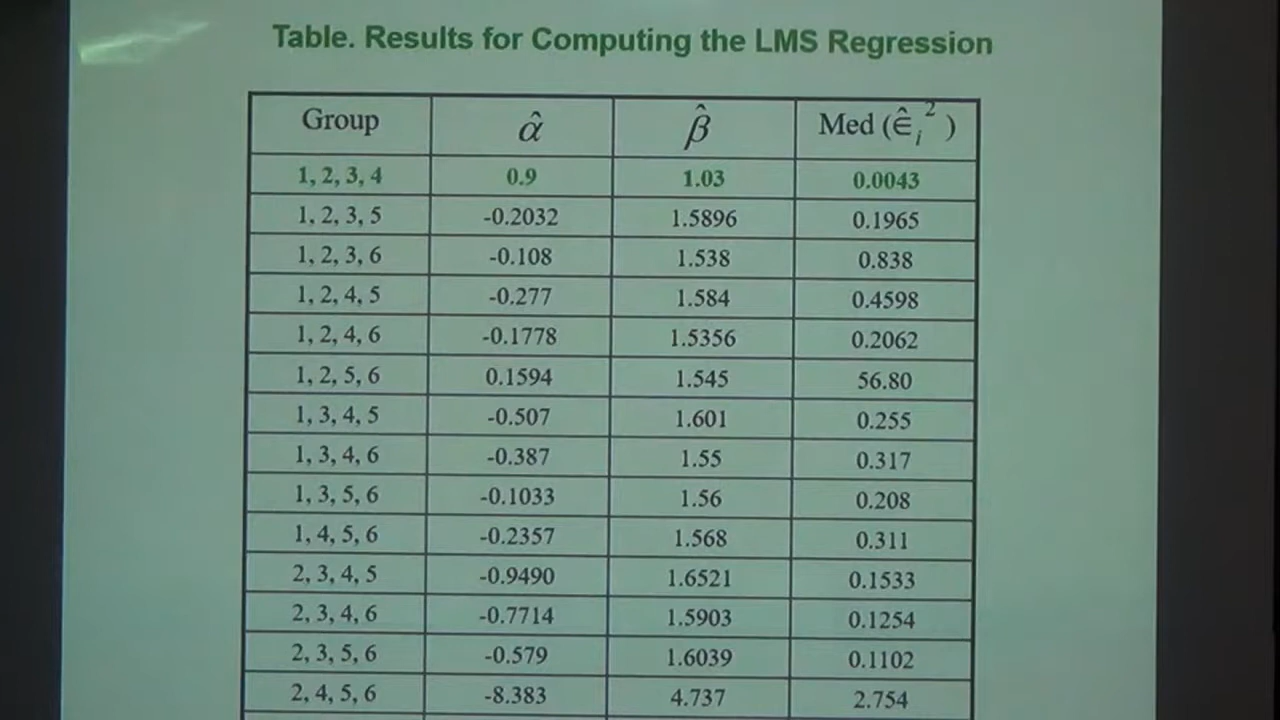 Table. Results for Computing the LMS Regression
Group α̂ β̂ Med (ε̂ᵢ²)
1, 2, 3, 4 0.9 1.03 0.0043
1, 2, 3, 5 -0.2032 1.5896 0.1965
1, 2, 3, 6 -0.108 1.538 0.838
1, 2, 4, 5 -0.277 1.584 0.4598
1, 2, 4, 6 -0.1778 1.5356 0.2062
1, 2, 5, 6 0.1594 1.545 56.80
1, 3, 4, 5 -0.507 1.601 0.255
1, 3, 4, 6 -0.387 1.55 0.317
1, 3, 5, 6 -0.1033 1.56 0.208
1, 4, 5, 6 -0.2357 1.568 0.311
2, 3, 4, 5 -0.9490 1.6521 0.1533
2, 3, 4, 6 -0.7714 1.5903 0.1254
2, 3, 5, 6 -0.579 1.6039 0.1102
2, 4, 5, 6 -8.383 4.737 2.754